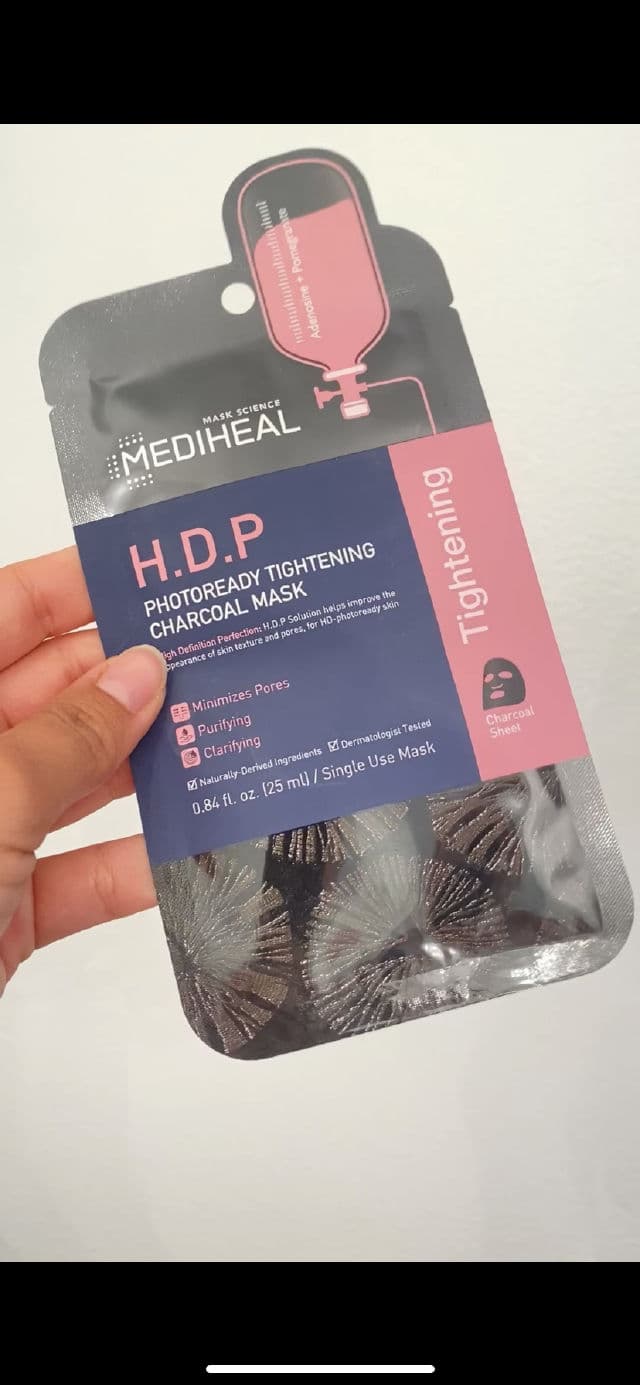 Adenosine + Pomegranate
MASK SCIENCE
MEDIHEAL
H.D.P
PHOTOREADY TIGHTENING
CHARCOAL MASK
igh Definition Perfection: H.D.P Solution helps improve the
ppearance of skin texture and pores, for HD-photoready skin
Minimizes Pores
Purifying
Clarifying
Naturally-Derived Ingredients Dermatologist Tested
0.84 fl. oz. (25 ml) / Single Use Mask
Tightening
Charcoal
Sheet